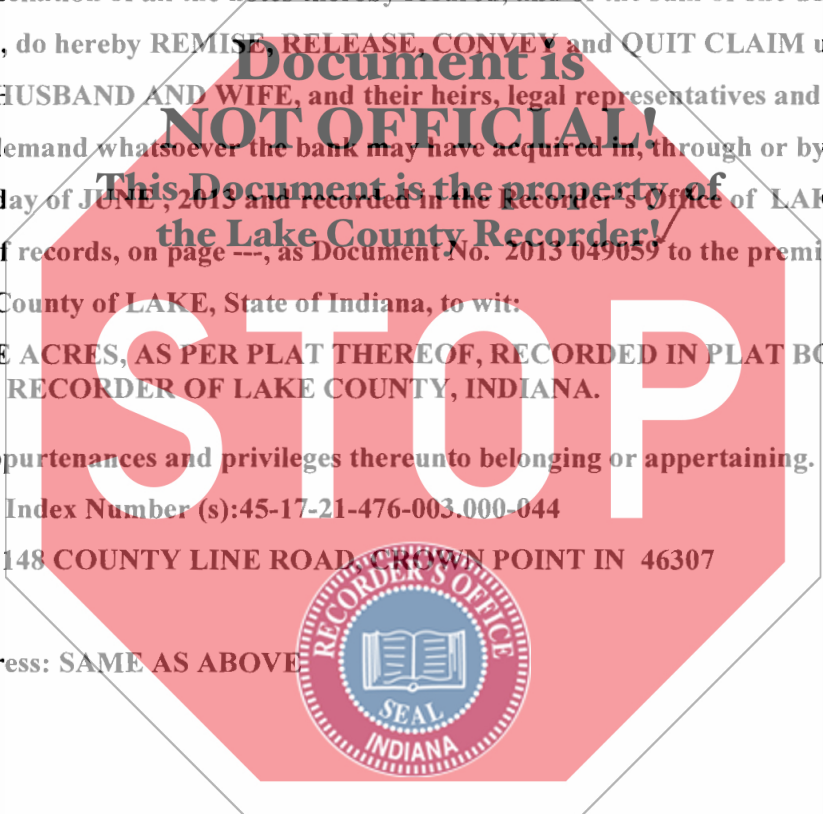 , do hereby REMISE, RELEASE, CONVEY and QUIT CLAIM
Document is
HUSBAND AND WIFE, and their heirs, legal representatives and
NOT OFFICIAL!
demand whatsoever the bank may have acquired in, through or by
This Document is the property of
day of JUNE , 2013 and recorded in the Recorder's Office of LAK
the Lake County Recorder!
f records, on page ---, as Document No. 2013 049059 to the premi
County of LAKE, State of Indiana, to wit:
E ACRES, AS PER PLAT THEREOF, RECORDED IN PLAT BO
RECORDER OF LAKE COUNTY, INDIANA.
STOP
ppurtenances and privileges thereunto belonging or appertaining.
Index Number (s):45-17-21-476-003.000-044
148 COUNTY LINE ROAD, CROWN POINT IN 46307
RECORDER'S OFFICE
ress: SAME AS ABOVE
SEAL
INDIANA